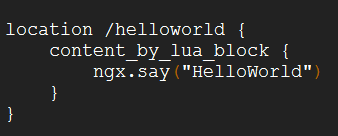 location /helloworld {
    content_by_lua_block {
        ngx.say("HelloWorld")
    }
}